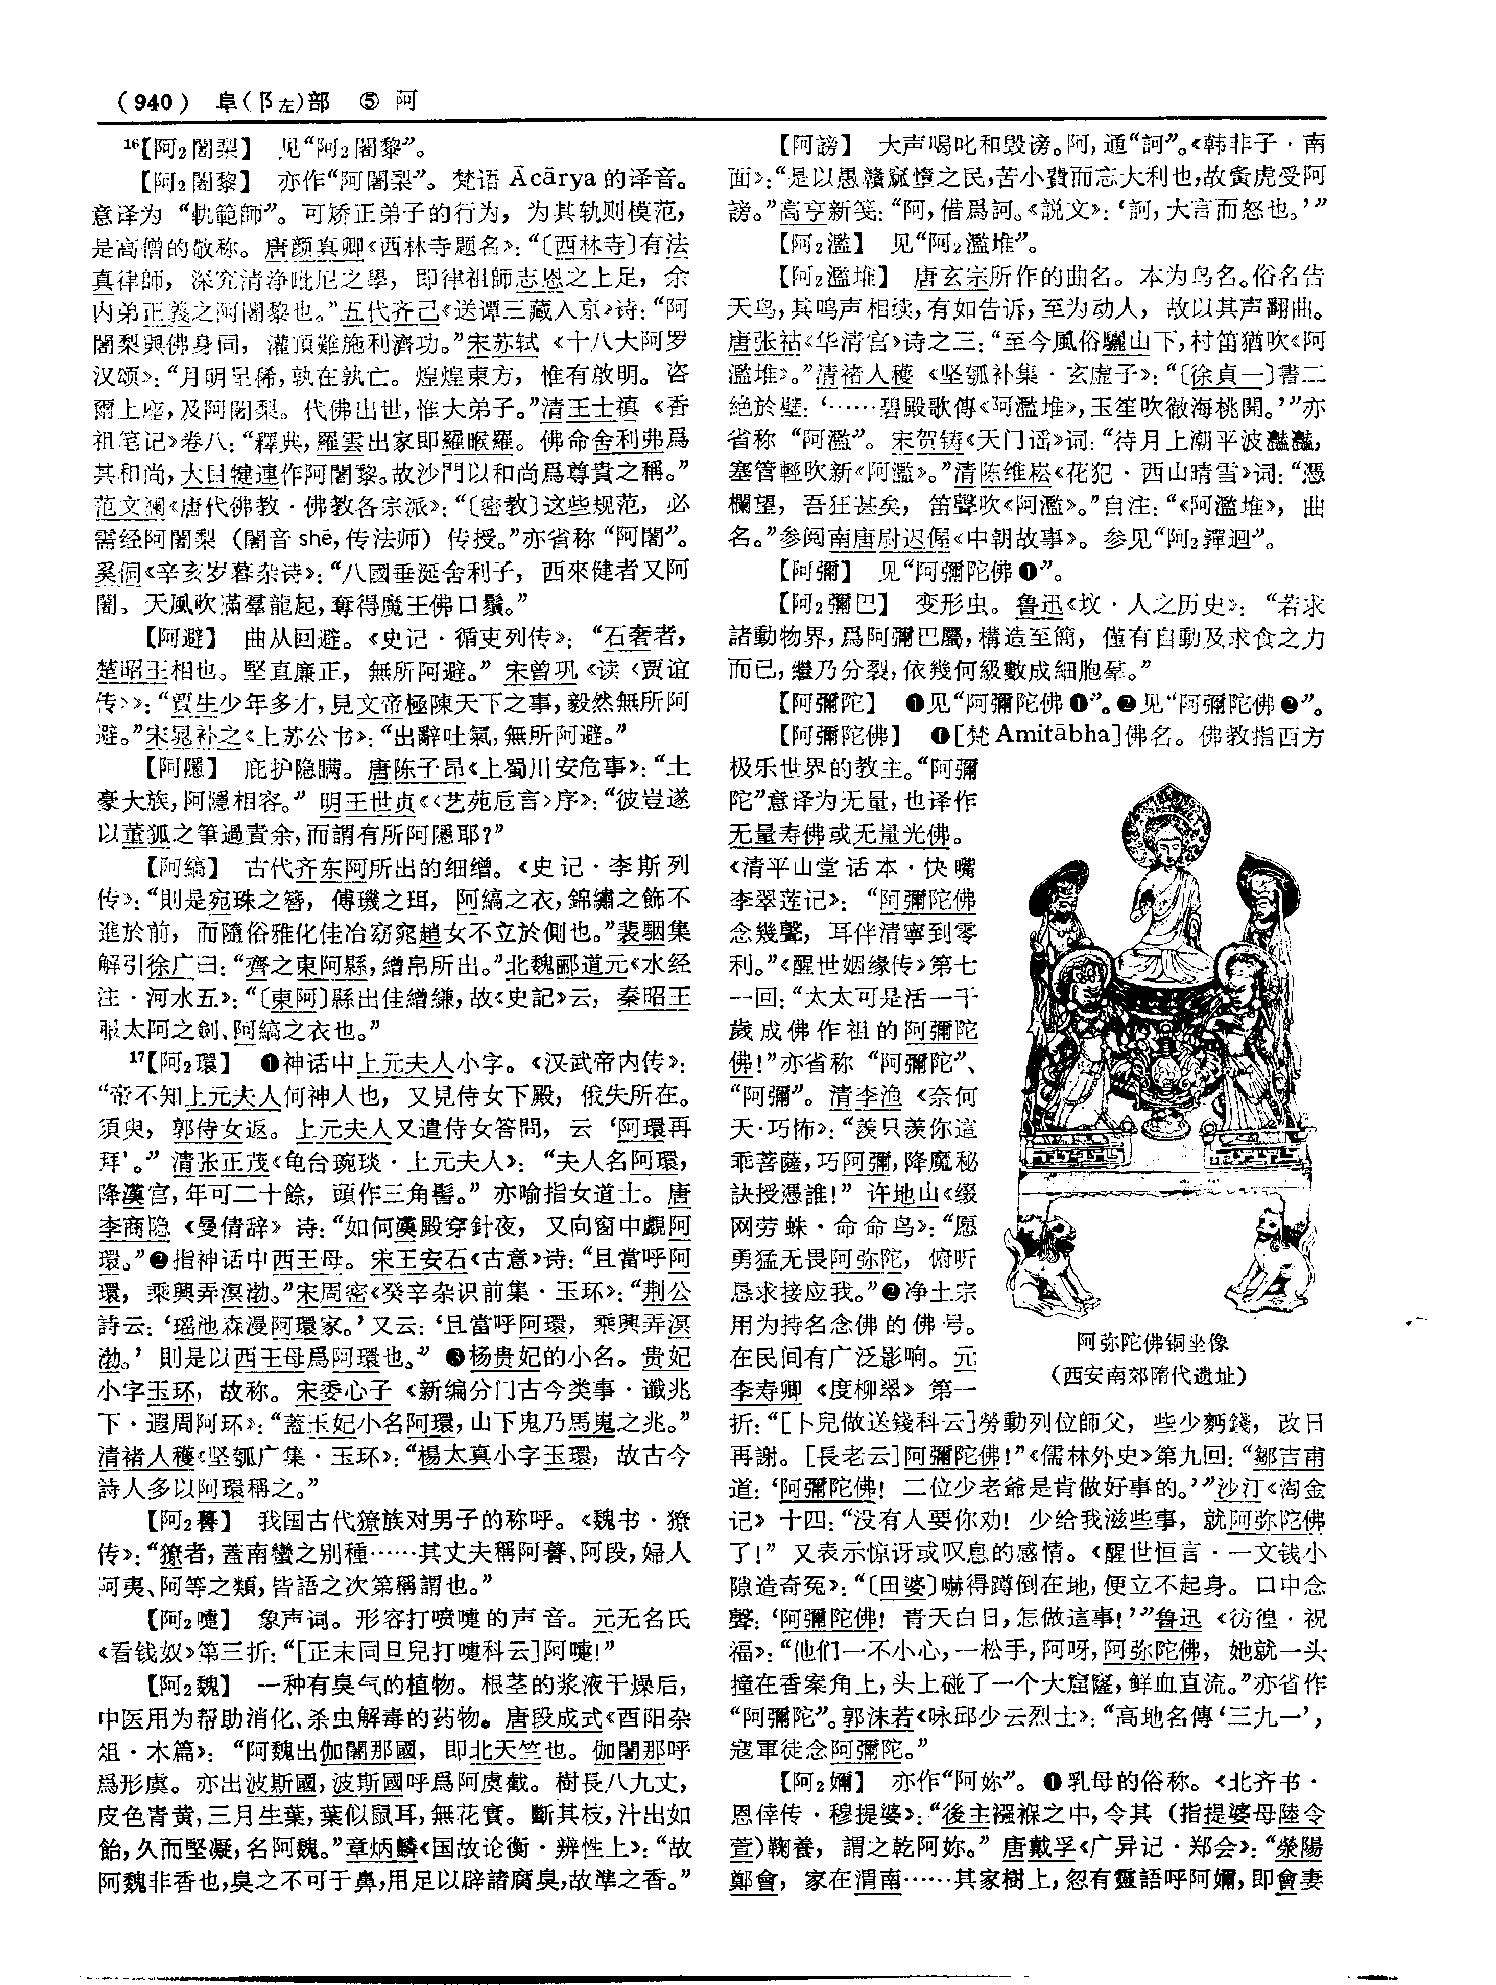 (940) 阜(阝左)部 ⑤ 阿
16【阿2闍梨】 见“阿2闍黎”。
【阿2闍黎】 亦作“阿闍梨”。梵语 Ācārya 的译音。
意译为“軌範師”。可矫正弟子的行为，为其轨则模范，
是高僧的敬称。唐颜真卿《西林寺题名》：“〔西林寺〕有法
真律師，深究清净毗尼之學，即律祖師志恩之上足，余
内弟正義之阿闍黎也。”五代齐己《送谭三藏入京》诗：“阿
闍梨與佛身同，灌頂難施利濟功。”宋苏轼《十八大阿罗
汉颂》：“月明星稀，孰在孰亡。煌煌東方，惟有啟明。咨
爾上座，及阿闍梨。代佛出世，惟大弟子。”清王士禛《香
祖笔记》卷八：“釋典，羅雲出家即羅睺羅。佛命舍利弗爲
其和尚，大目犍連作阿闍黎。故沙門以和尚爲尊貴之稱。”
范文澜《唐代佛教·佛教各宗派》：“〔密教〕这些规范，必
需经阿闍梨（闍音 shē，传法师）传授。”亦省称“阿闍”。
奚侗《辛亥岁暮杂诗》：“八國垂涎舍利子，西來健者又阿
闍。天風吹滿羣龍起，奪得魔王佛口鬚。”
【阿避】 曲从回避。《史记·循吏列传》：“石奢者，
楚昭王相也。堅直廉正，無所阿避。”宋曾巩《读〈贾谊
传〉》：“賈生少年多才，見文帝極陳天下之事，毅然無所阿
避。”宋晁补之《上苏公书》：“出辭吐氣，無所阿避。”
【阿隱】 庇护隐瞒。唐陈子昂《上蜀川安危事》：“土
豪大族，阿隱相容。”明王世贞《〈艺苑卮言〉序》：“彼豈遂
以董狐之筆過責余，而謂有所阿隱耶？”
【阿縞】 古代齐东阿所出的细缯。《史记·李斯列
传》：“則是宛珠之簪，傅璣之珥，阿縞之衣，錦繡之飾不
進於前，而隨俗雅化佳冶窈窕趙女不立於側也。”裴駰集
解引徐广曰：“齊之東阿縣，繒帛所出。”北魏郦道元《水经
注·河水五》：“〔東阿〕縣出佳繒縑，故《史記》云，秦昭王
服太阿之劍、阿縞之衣也。”
17【阿2環】 ❶神话中上元夫人小字。《汉武帝内传》：
“帝不知上元夫人何神人也，又見侍女下殿，俄失所在。
須臾，郭侍女返。上元夫人又遣侍女答問，云‘阿環再
拜’。”清张正茂《龟台琬琰·上元夫人》：“夫人名阿環，
降漢宫，年可二十餘，頭作三角髻。”亦喻指女道士。唐
李商隐《曼倩辞》诗：“如何漢殿穿針夜，又向窗中覷阿
環。”❷指神话中西王母。宋王安石《古意》诗：“且當呼阿
環，乘興弄溟渤。”宋周密《癸辛杂识前集·玉环》：“荆公
詩云：‘瑶池森漫阿環家。’又云：‘且當呼阿環，乘興弄溟
渤。’則是以西王母爲阿環也。”❸杨贵妃的小名。贵妃
小字玉环，故称。宋委心子《新编分门古今类事·谶兆
下·遐周阿环》：“蓋玉妃小名阿環，山下鬼乃馬嵬之兆。”
清褚人穫《坚瓠广集·玉环》：“楊太真小字玉環，故古今
詩人多以阿環稱之。”
【阿2暮】 我国古代獠族对男子的称呼。《魏书·獠
传》：“獠者，蓋南蠻之别種……其丈夫稱阿暮、阿段，婦人
阿夷、阿等之類，皆語之次第稱謂也。”
【阿2嚏】 象声词。形容打喷嚏的声音。元无名氏
《看钱奴》第三折：“［正末同旦兒打嚏科云］阿嚏！”
【阿2魏】 一种有臭气的植物。根茎的浆液干燥后，
中医用为帮助消化、杀虫解毒的药物。唐段成式《酉阳杂
俎·木篇》：“阿魏出伽闍那國，即北天竺也。伽闍那呼
爲形虞。亦出波斯國，波斯國呼爲阿虞截。樹長八九丈，
皮色青黄，三月生葉，葉似鼠耳，無花實。斷其枝，汁出如
飴，久而堅凝，名阿魏。”章炳麟《国故论衡·辨性上》：“故
阿魏非香也，臭之不可于鼻，用足以辟諸腐臭，故準之香。”
【阿謗】 大声喝叱和毁谤。阿，通“訶”。《韩非子·南
面》：“是以愚贛窳惰之民，苦小費而忘大利也，故夤虎受阿
謗。”高亨新笺：“阿，借爲訶。《説文》：‘訶，大言而怒也。’”
【阿2濫】 见“阿2濫堆”。
【阿2濫堆】 唐玄宗所作的曲名。本为鸟名。俗名告
天鸟，其鸣声相续，有如告诉，至为动人，故以其声翻曲。
唐张祜《华清宫》诗之三：“至今風俗驪山下，村笛猶吹《阿
濫堆》。”清褚人穫《坚瓠补集·玄虚子》：“〔徐貞一〕書二
绝於壁：‘……碧殿歌傳《阿濫堆》，玉笙吹徹海桃開。’”亦
省称“阿濫”。宋贺铸《天门谣》词：“待月上潮平波灩灩，
塞管輕吹新《阿濫》。”清陈维崧《花犯·西山晴雪》词：“憑
欄望，吾狂甚矣，笛聲吹《阿濫》。”自注：“《阿濫堆》，曲
名。”参阅南唐尉迟偓《中朝故事》。参见“阿2嚲迴”。
【阿彌】 见“阿彌陀佛❶”。
【阿2彌巴】 变形虫。鲁迅《坟·人之历史》：“若求
諸動物界，爲阿彌巴屬，構造至簡，僅有自動及求食之力
而已，繼乃分裂，依幾何級數成細胞羣。”
【阿彌陀】 ❶见“阿彌陀佛❶”。❷见“阿彌陀佛❷”。
【阿彌陀佛】 ❶［梵 Amitābha］佛名。佛教指西方
极乐世界的教主。“阿彌
陀”意译为无量，也译作
无量寿佛或无量光佛。
《清平山堂话本·快嘴
李翠莲记》：“阿彌陀佛
念幾聲，耳伴清寧到零
利。”《醒世姻缘传》第七
一回：“太太可是活一千
歲成佛作祖的阿彌陀
佛！”亦省称“阿彌陀”、
“阿彌”。清李渔《奈何
天·巧怖》：“羨只羨你這
乖菩薩，巧阿彌，降魔秘
訣授憑誰！”许地山《缀
网劳蛛·命命鸟》：“愿
勇猛无畏阿弥陀，俯听
恳求接应我。”❷净土宗
用为持名念佛的佛号。
在民间有广泛影响。元
李寿卿《度柳翠》第一
折：“［卜兒做送錢科云］勞動列位師父，些少襯錢，改日
再謝。［長老云］阿彌陀佛！”《儒林外史》第九回：“鄒吉甫
道：‘阿彌陀佛！二位少老爺是肯做好事的。’”沙汀《淘金
记》十四：“没有人要你劝！少给我滋些事，就阿弥陀佛
了！”又表示惊讶或叹息的感情。《醒世恒言·一文钱小
隙造奇冤》：“〔田婆〕嚇得蹲倒在地，便立不起身。口中念
聲：‘阿彌陀佛！青天白日，怎做這事！’”鲁迅《彷徨·祝
福》：“他们一不小心，一松手，阿呀，阿弥陀佛，她就一头
撞在香案角上，头上碰了一个大窟窿，鲜血直流。”亦省作
“阿彌陀”。郭沫若《咏邱少云烈士》：“高地名傳‘三九一’，
寇軍徒念阿彌陀。”
【阿2嬭】 亦作“阿妳”。❶乳母的俗称。《北齐书·
恩倖传·穆提婆》：“後主襁褓之中，令其（指提婆母陸令
萱）鞠養，謂之乾阿妳。”唐戴孚《广异记·郑会》：“滎陽
鄭會，家在渭南……其家樹上，忽有靈語呼阿嬭，即會妻
阿弥陀佛铜坐像
（西安南郊隋代遗址）